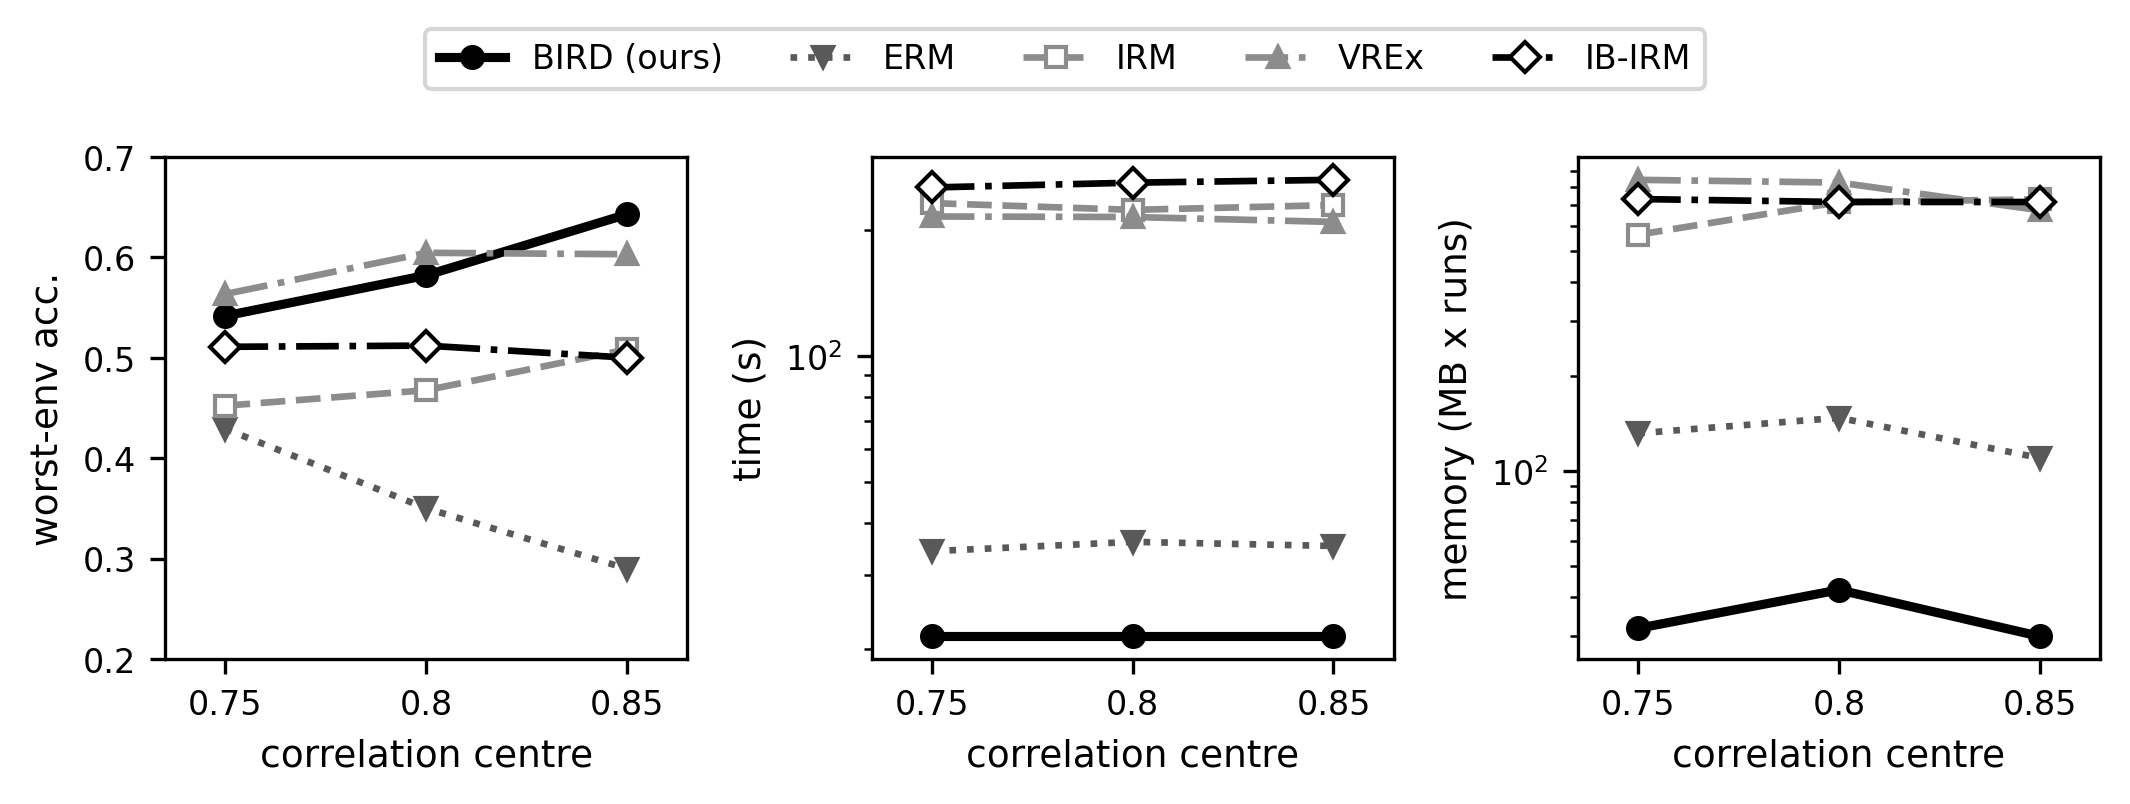 BIRD (ours) ERM IRM VREx IB-IRM
worst-env acc.
0.7
0.6
0.5
0.4
0.3
0.2
0.75 0.8 0.85
correlation centre
time (s)
10²
0.75 0.8 0.85
correlation centre
memory (MB x runs)
10²
0.75 0.8 0.85
correlation centre